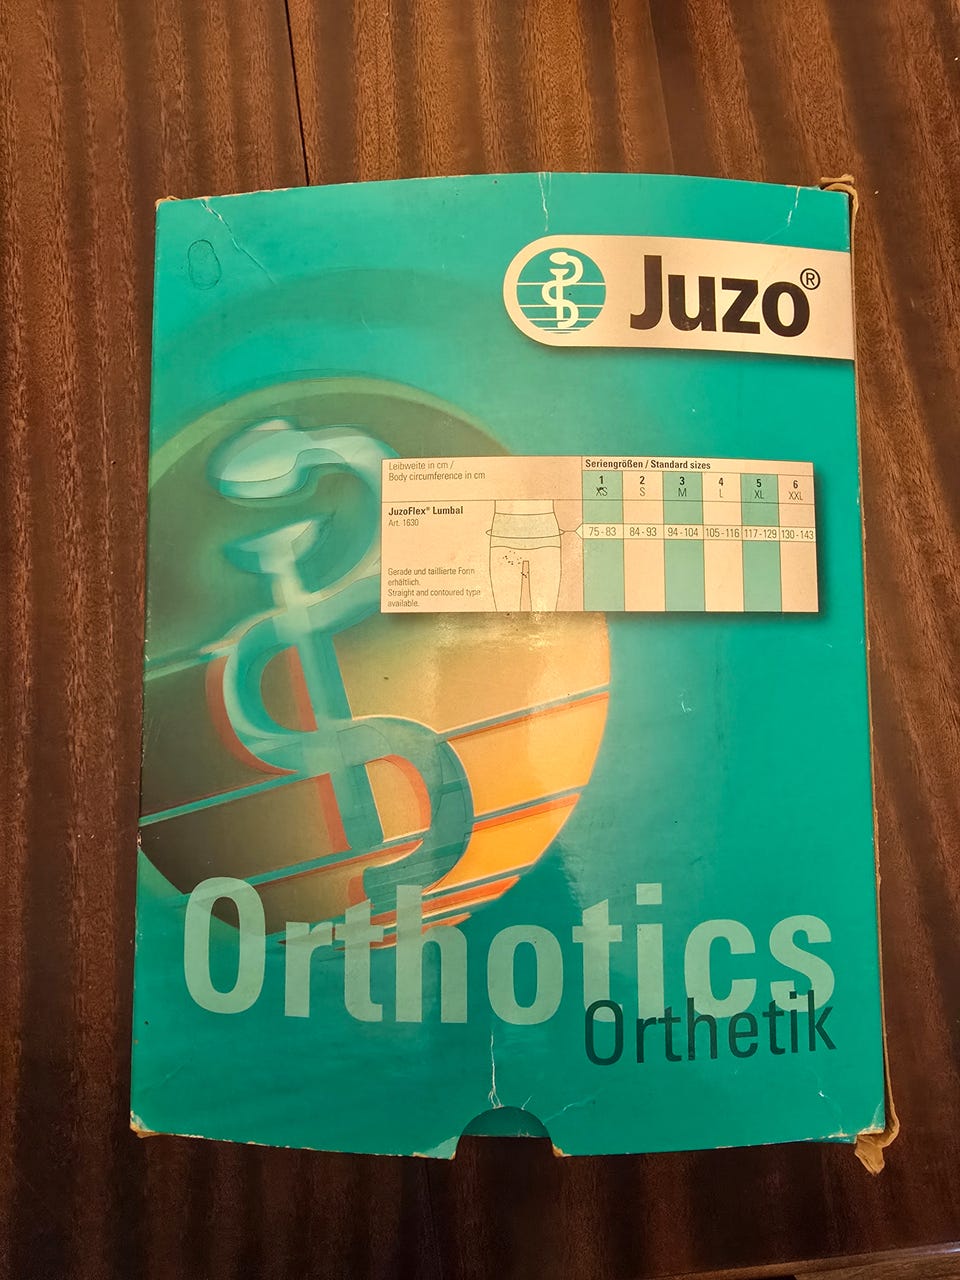 Juzo®
Leibweite in cm /
Body circumference in cm
Seriengrößen / Standard sizes
1 2 3 4 5 6
XS S M L XL XXL
JuzoFlex® Lumbal
Art. 1630
75 - 83 84 - 93 94 - 104 105 - 116 117 - 129 130 - 143
Gerade und taillierte Form
erhältlich.
Straight and contoured type
available.
Orthotics
Orthetik